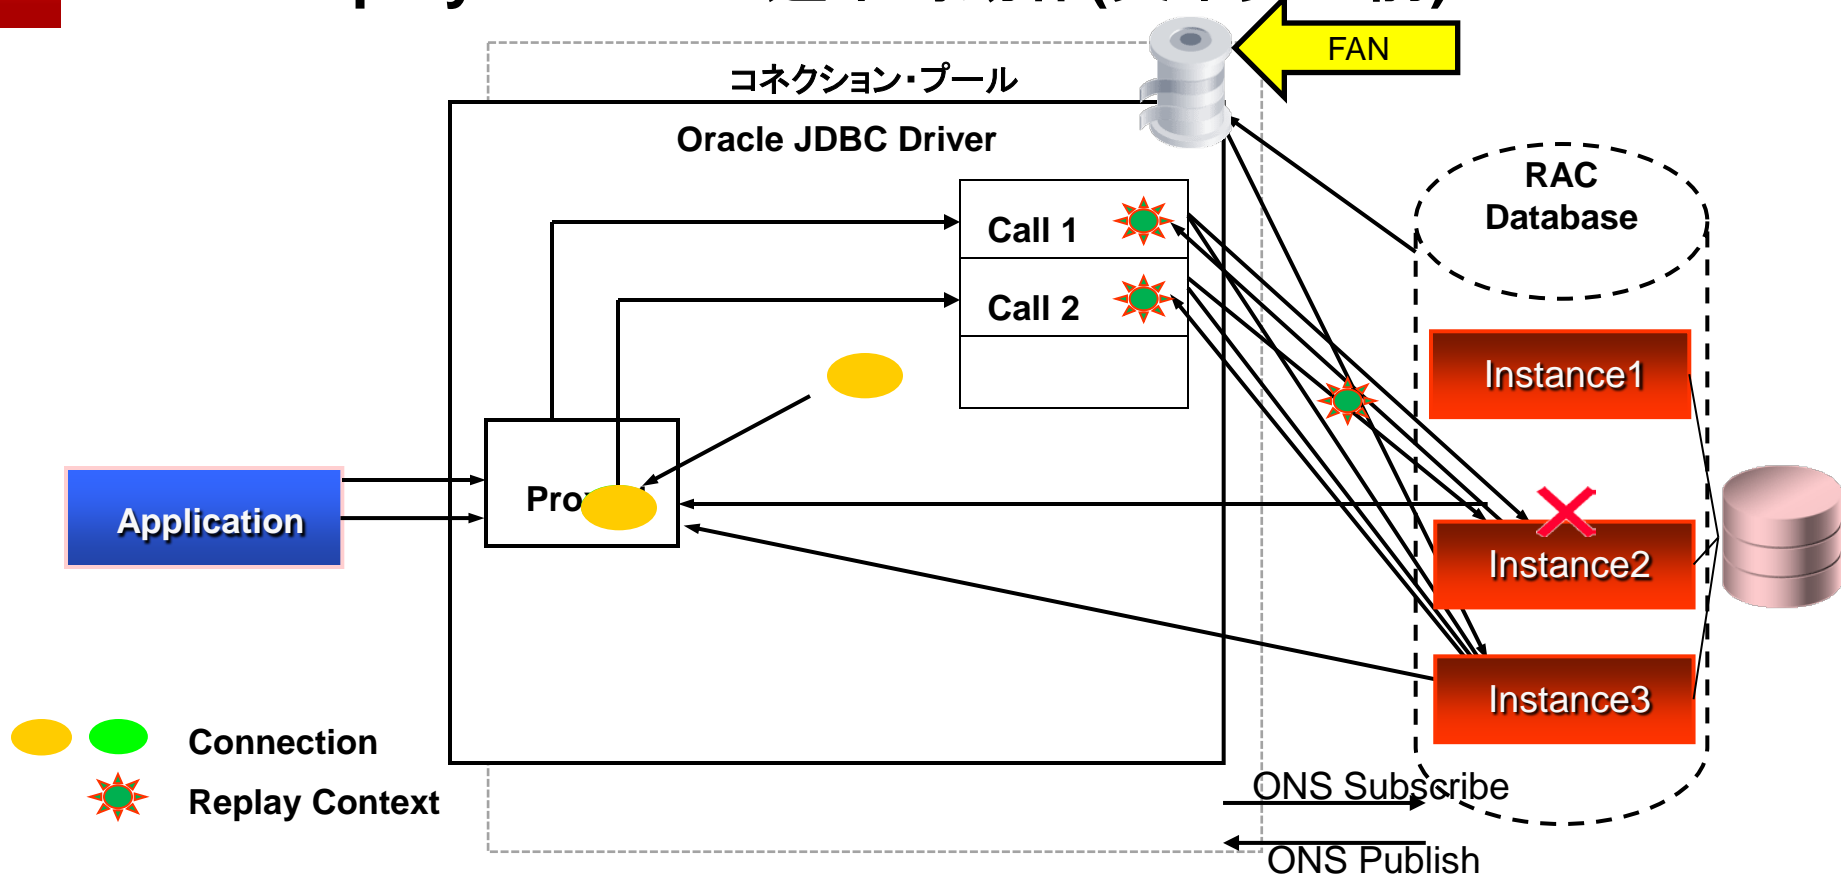 FAN
コネクション・プール
Oracle JDBC Driver
RAC
Database
Call 1
Call 2
Instance1
Application
Instance2
Instance3
Connection
Replay Context
ONS Subscribe
ONS Publish